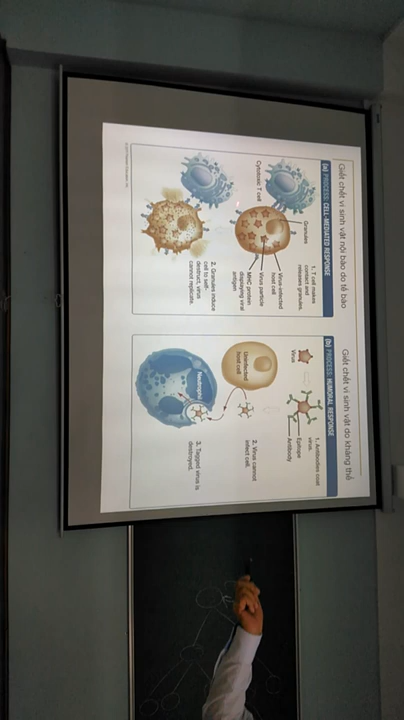 Giết chết vi sinh vật nội bào do tế bào
(a) PROCESS: CELL-MEDIATED RESPONSE
1. T cell makes
contact and
releases granules.
Granules
Cytotoxic T cell
Virus-infected
host cell
Virus particle
MHC protein
displaying viral
antigen
2. Granules induce
cell to self-
destruct, virus
cannot replicate.
Giết chết vi sinh vật do kháng thể
(b) PROCESS: HUMORAL RESPONSE
1. Antibodies coat
virus.
Virus
Epitope
Antibody
Uninfected
host cell
2. Virus cannot
infect cell.
Neutrophil
3. Tagged virus is
destroyed.